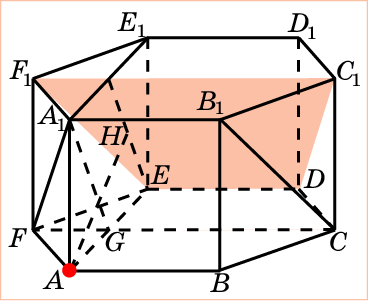 E₁ D₁
F₁ C₁
A₁ B₁
H
E D
F G C
A B